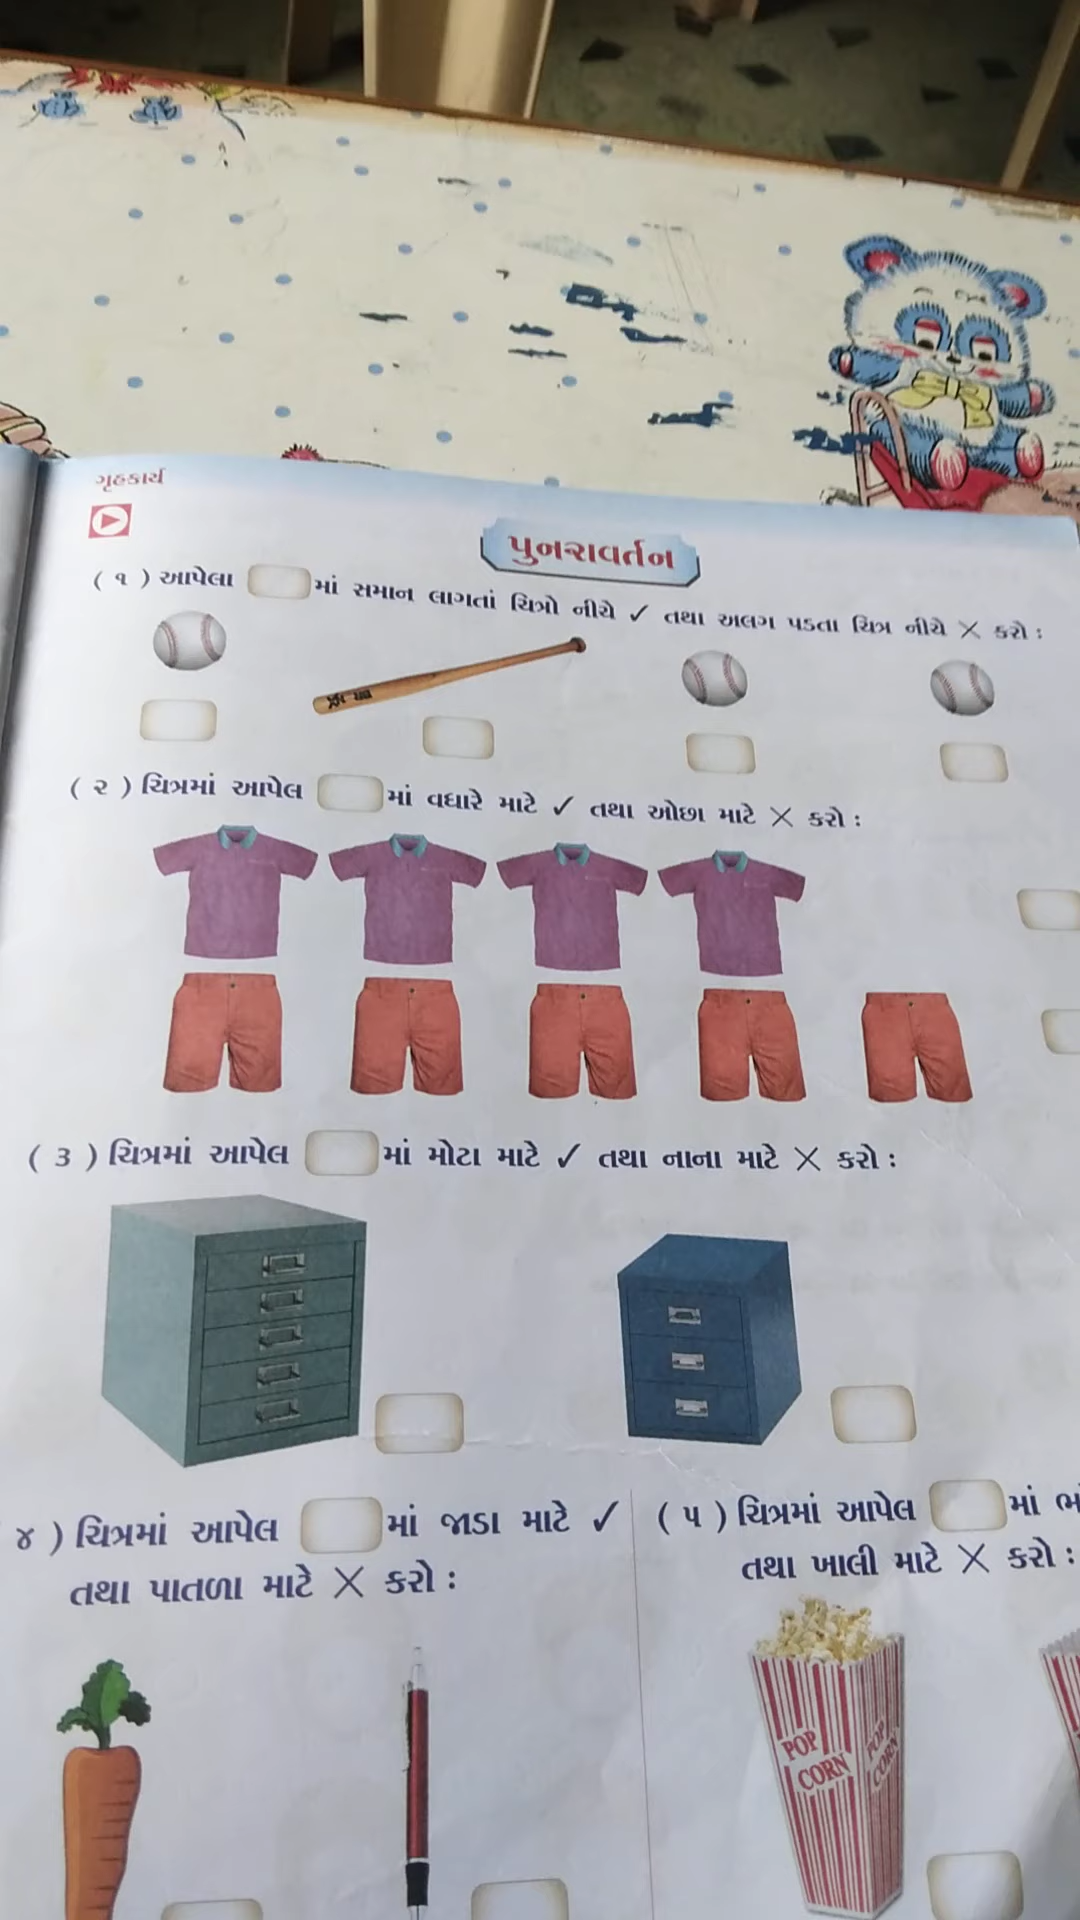 ગૃહકાર્ય
પુનરાવર્તન
( ૧ ) આપેલા માં સમાન લાગતાં ચિત્રો નીચે ✓ તથા અલગ પડતા ચિત્ર નીચે ✗ કરો :
( ૨ ) ચિત્રમાં આપેલ માં વધારે માટે ✓ તથા ઓછા માટે ✗ કરો :
( ૩ ) ચિત્રમાં આપેલ માં મોટા માટે ✓ તથા નાના માટે ✗ કરો :
૪ ) ચિત્રમાં આપેલ માં જાડા માટે ✓
તથા પાતળા માટે ✗ કરો :
( ૫ ) ચિત્રમાં આપેલ માં
તથા ખાલી માટે ✗ કરો :
POP
CORN
POP
CORN